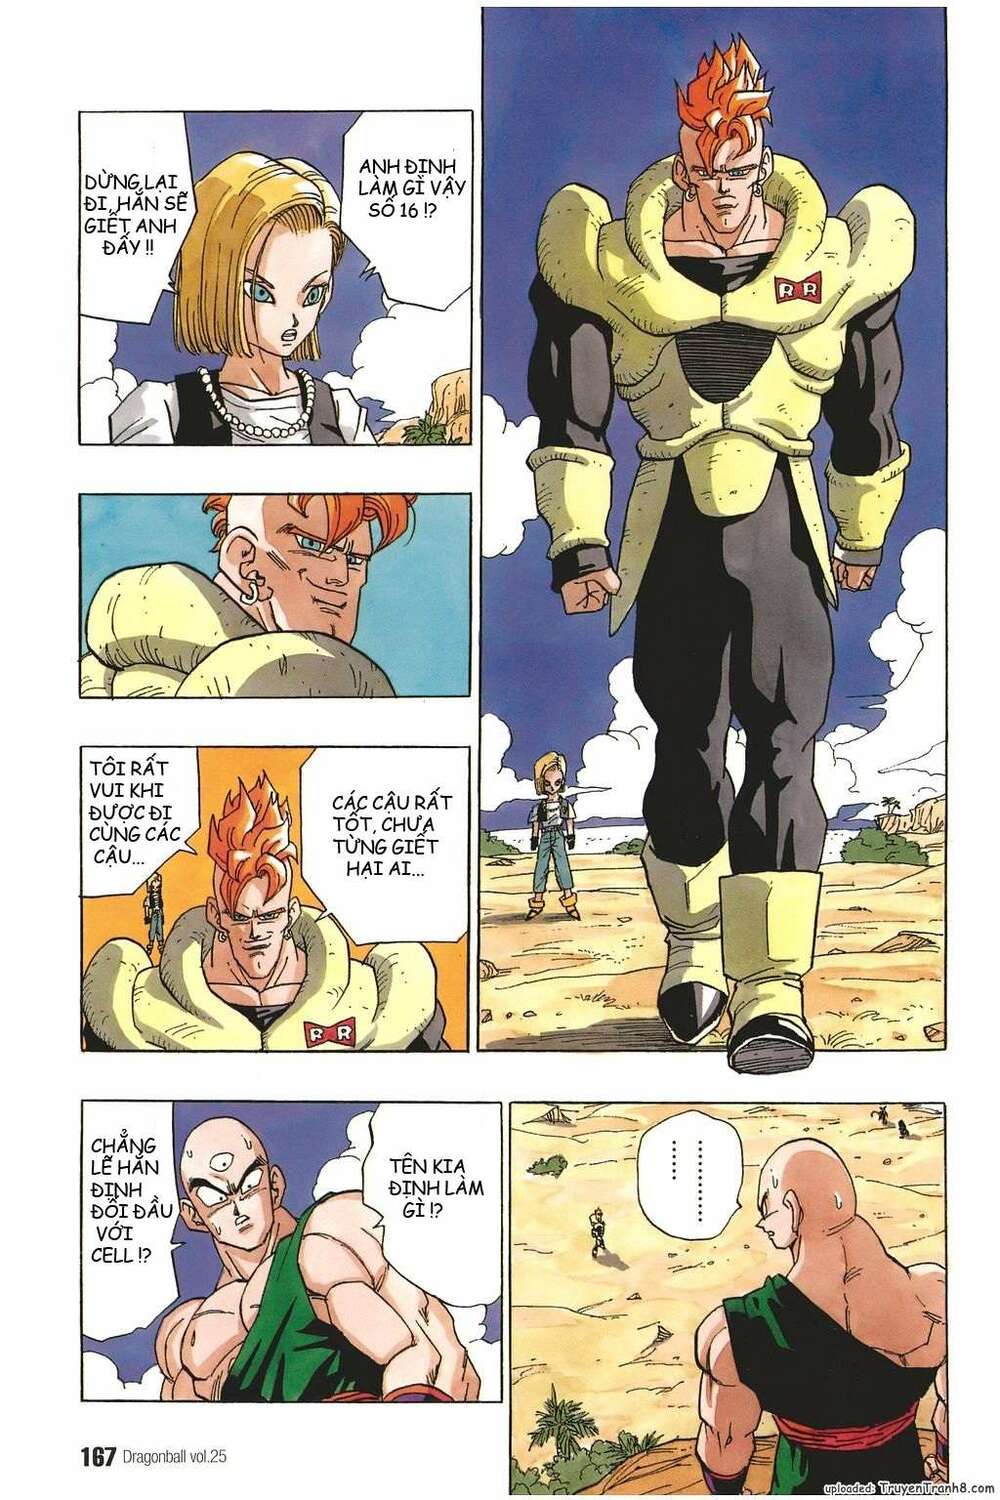 ANH ĐỊNH
LÀM GÌ VẬY
SỐ 16 !?
DỪNG LẠI
ĐI, HẮN SẼ
GIẾT ANH
ĐẤY !!
R R
CÁC CẬU RẤT
TỐT, CHƯA
TỪNG GIẾT
HẠI AI...
TÔI RẤT
VUI KHI
ĐƯỢC ĐI
CÙNG CÁC
CẬU...
R R
.......
.......
TÊN KIA
ĐỊNH LÀM
GÌ !?
CHẲNG
LẼ HẮN
ĐỊNH
ĐỐI ĐẦU
VỚI
CELL !?
167 Dragonball vol.25
uploaded: TruyenTranh8.com